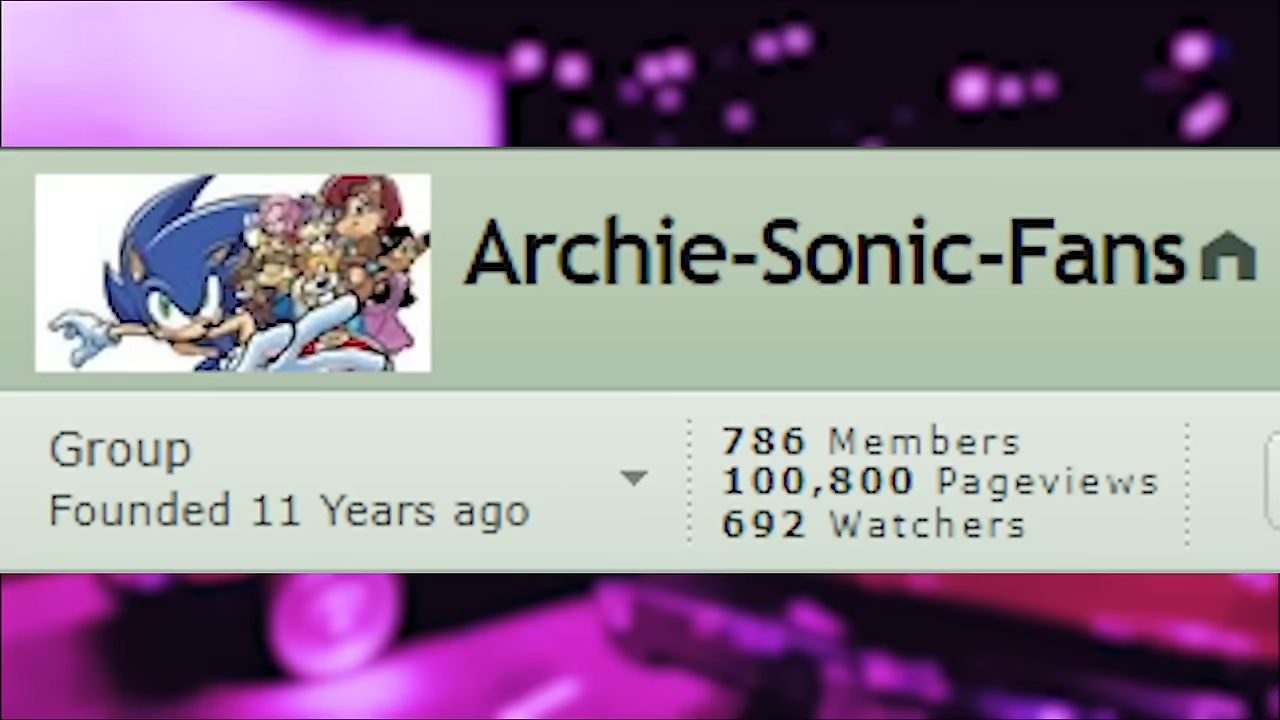 Archie-Sonic-Fans
Group
Founded 11 Years ago
786 Members
100,800 Pageviews
692 Watchers